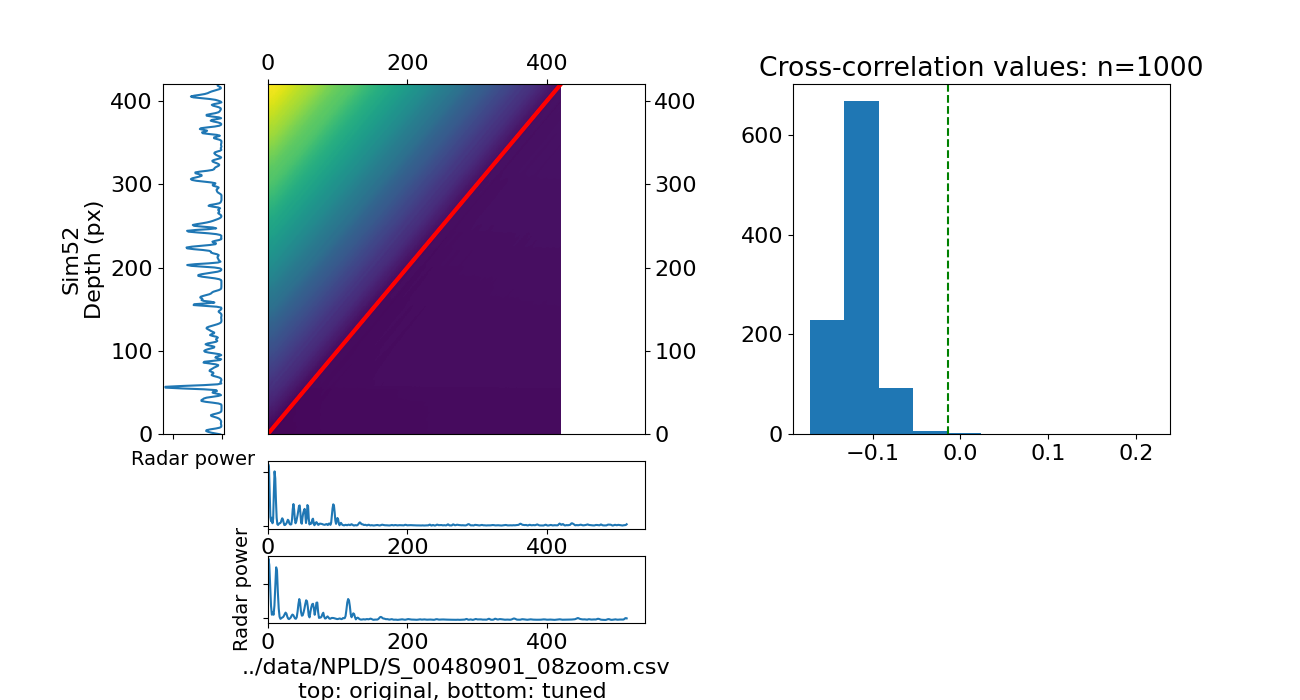 Cross-correlation values: n=1000
0 200 400
400
300
200
100
0
Sim52
Depth (px)
Radar power
400
300
200
100
0
600
400
200
0
−0.1 0.0 0.1 0.2
0 200 400
Radar power
0 200 400
../data/NPLD/S_00480901_08zoom.csv
top: original, bottom: tuned